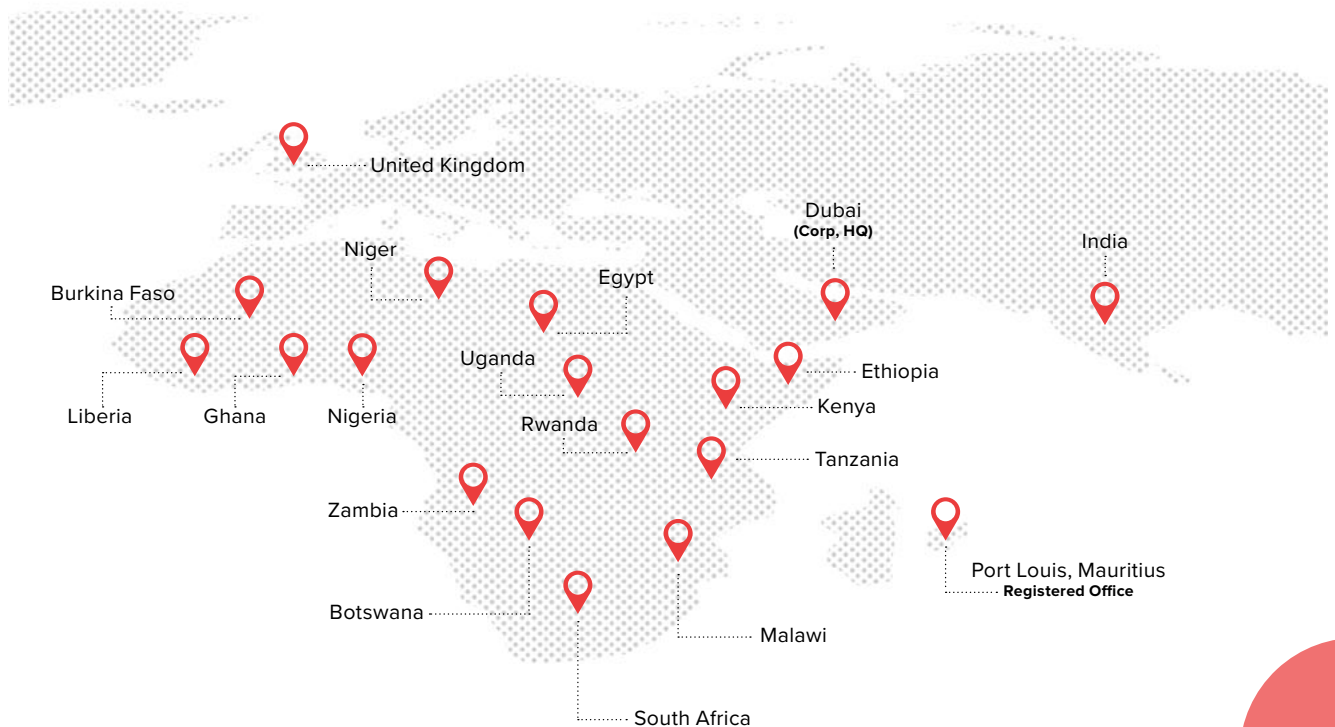 United Kingdom
Dubai
(Corp, HQ)
India
Niger
Egypt
Burkina Faso
Uganda
Ethiopia
Liberia
Ghana
Nigeria
Kenya
Rwanda
Tanzania
Zambia
Port Louis, Mauritius
Registered Office
Botswana
Malawi
South Africa